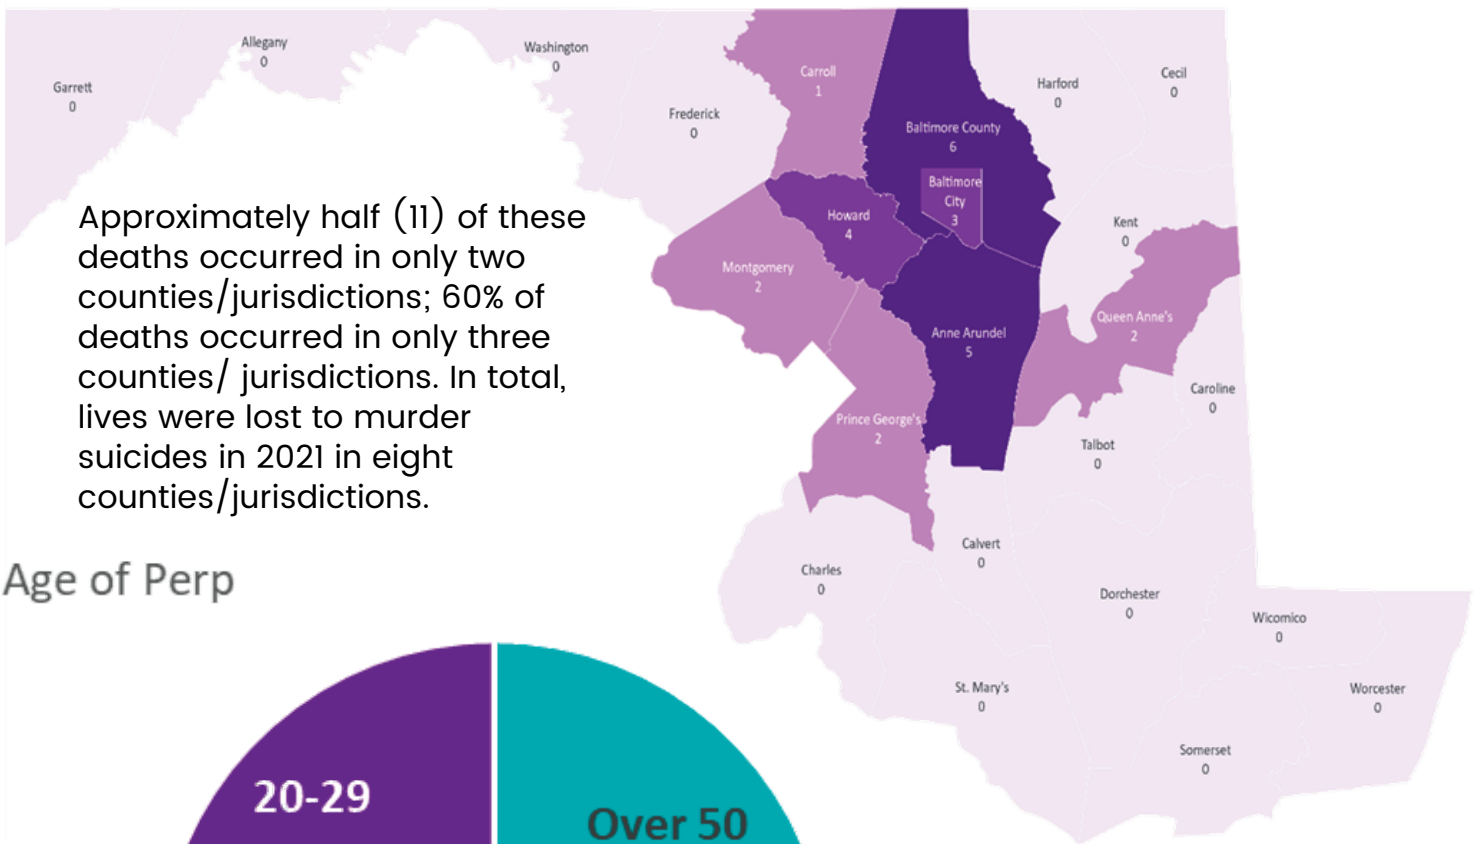 Allegany
0
Washington
0
Garrett
0
Frederick
0
Carroll
1
Harford
0
Cecil
0
Baltimore County
6
Baltimore
City
3
Howard
4
Kent
0
Montgomery
2
Anne Arundel
5
Queen Anne's
2
Caroline
0
Prince George's
2
Talbot
0
Approximately half (11) of these
deaths occurred in only two
counties/jurisdictions; 60% of
deaths occurred in only three
counties/ jurisdictions. In total,
lives were lost to murder
suicides in 2021 in eight
counties/jurisdictions.
Calvert
0
Charles
0
Dorchester
0
Wicomico
0
St. Mary's
0
Worcester
0
Somerset
0
Age of Perp
20-29
Over 50